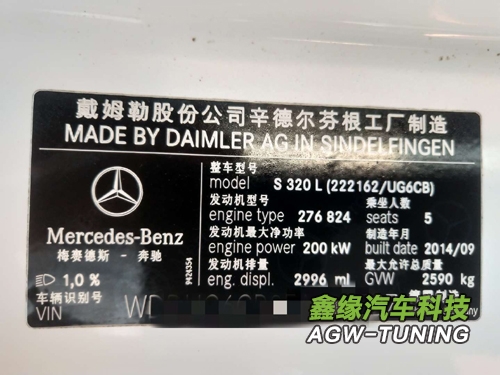 戴姆勒股份公司辛德尔芬根工厂制造
MADE BY DAIMLER AG IN SINDELFINGEN
整车型号
model S 320 L (222162/UG6CB)
发动机型号 乘坐人数
engine type 276 824 seats 5
发动机最大净功率 制造年月
engine power 200 kW built date 2014/09
发动机排量 最大允许总质量
eng. displ. 2996 ml GVW 2590 kg
Mercedes-Benz
梅赛德斯 - 奔驰
1,0 %
车辆识别号
VIN
鑫缘汽车科技
AGW-TUNING